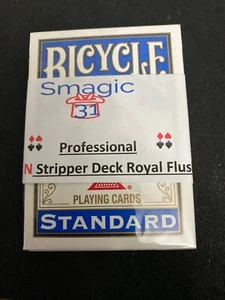 BICYCLE
Smagic
31
Professional
N Stripper Deck Royal Flus
PLAYING CARDS
STANDARD